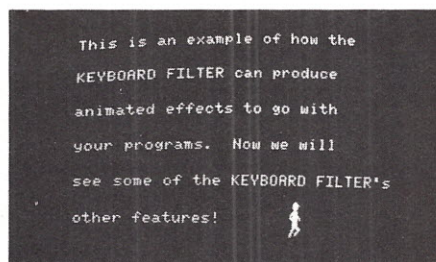 This is an example of how the
KEYBOARD FILTER can produce
animated effects to go with
your programs.  Now we will
see some of the KEYBOARD FILTER's
other features!